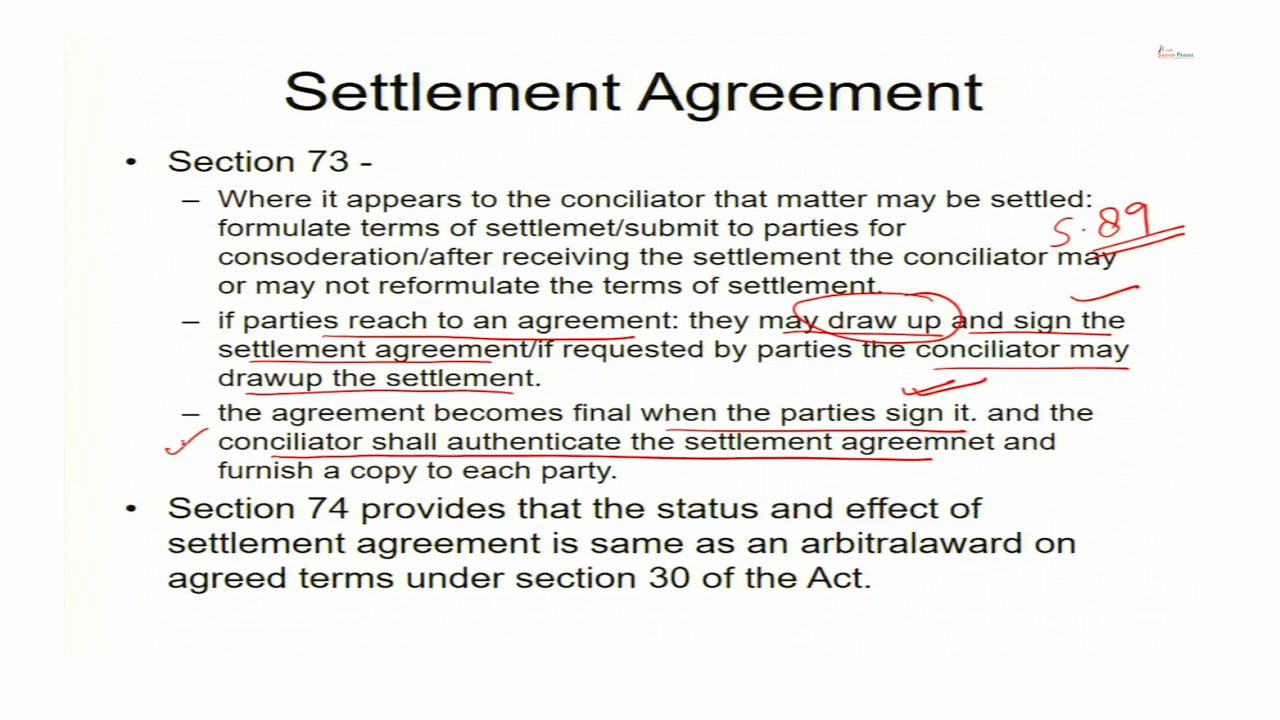 Settlement Agreement
• Section 73 -
– Where it appears to the conciliator that matter may be settled:
formulate terms of settlemet/submit to parties for
consoderation/after receiving the settlement the conciliator may
or may not reformulate the terms of settlement.
S. 89
– if parties reach to an agreement: they may draw up and sign the
settlement agreement/if requested by parties the conciliator may
drawup the settlement.
– the agreement becomes final when the parties sign it. and the
conciliator shall authenticate the settlement agreemnet and
furnish a copy to each party.
• Section 74 provides that the status and effect of
settlement agreement is same as an arbitralaward on
agreed terms under section 30 of the Act.